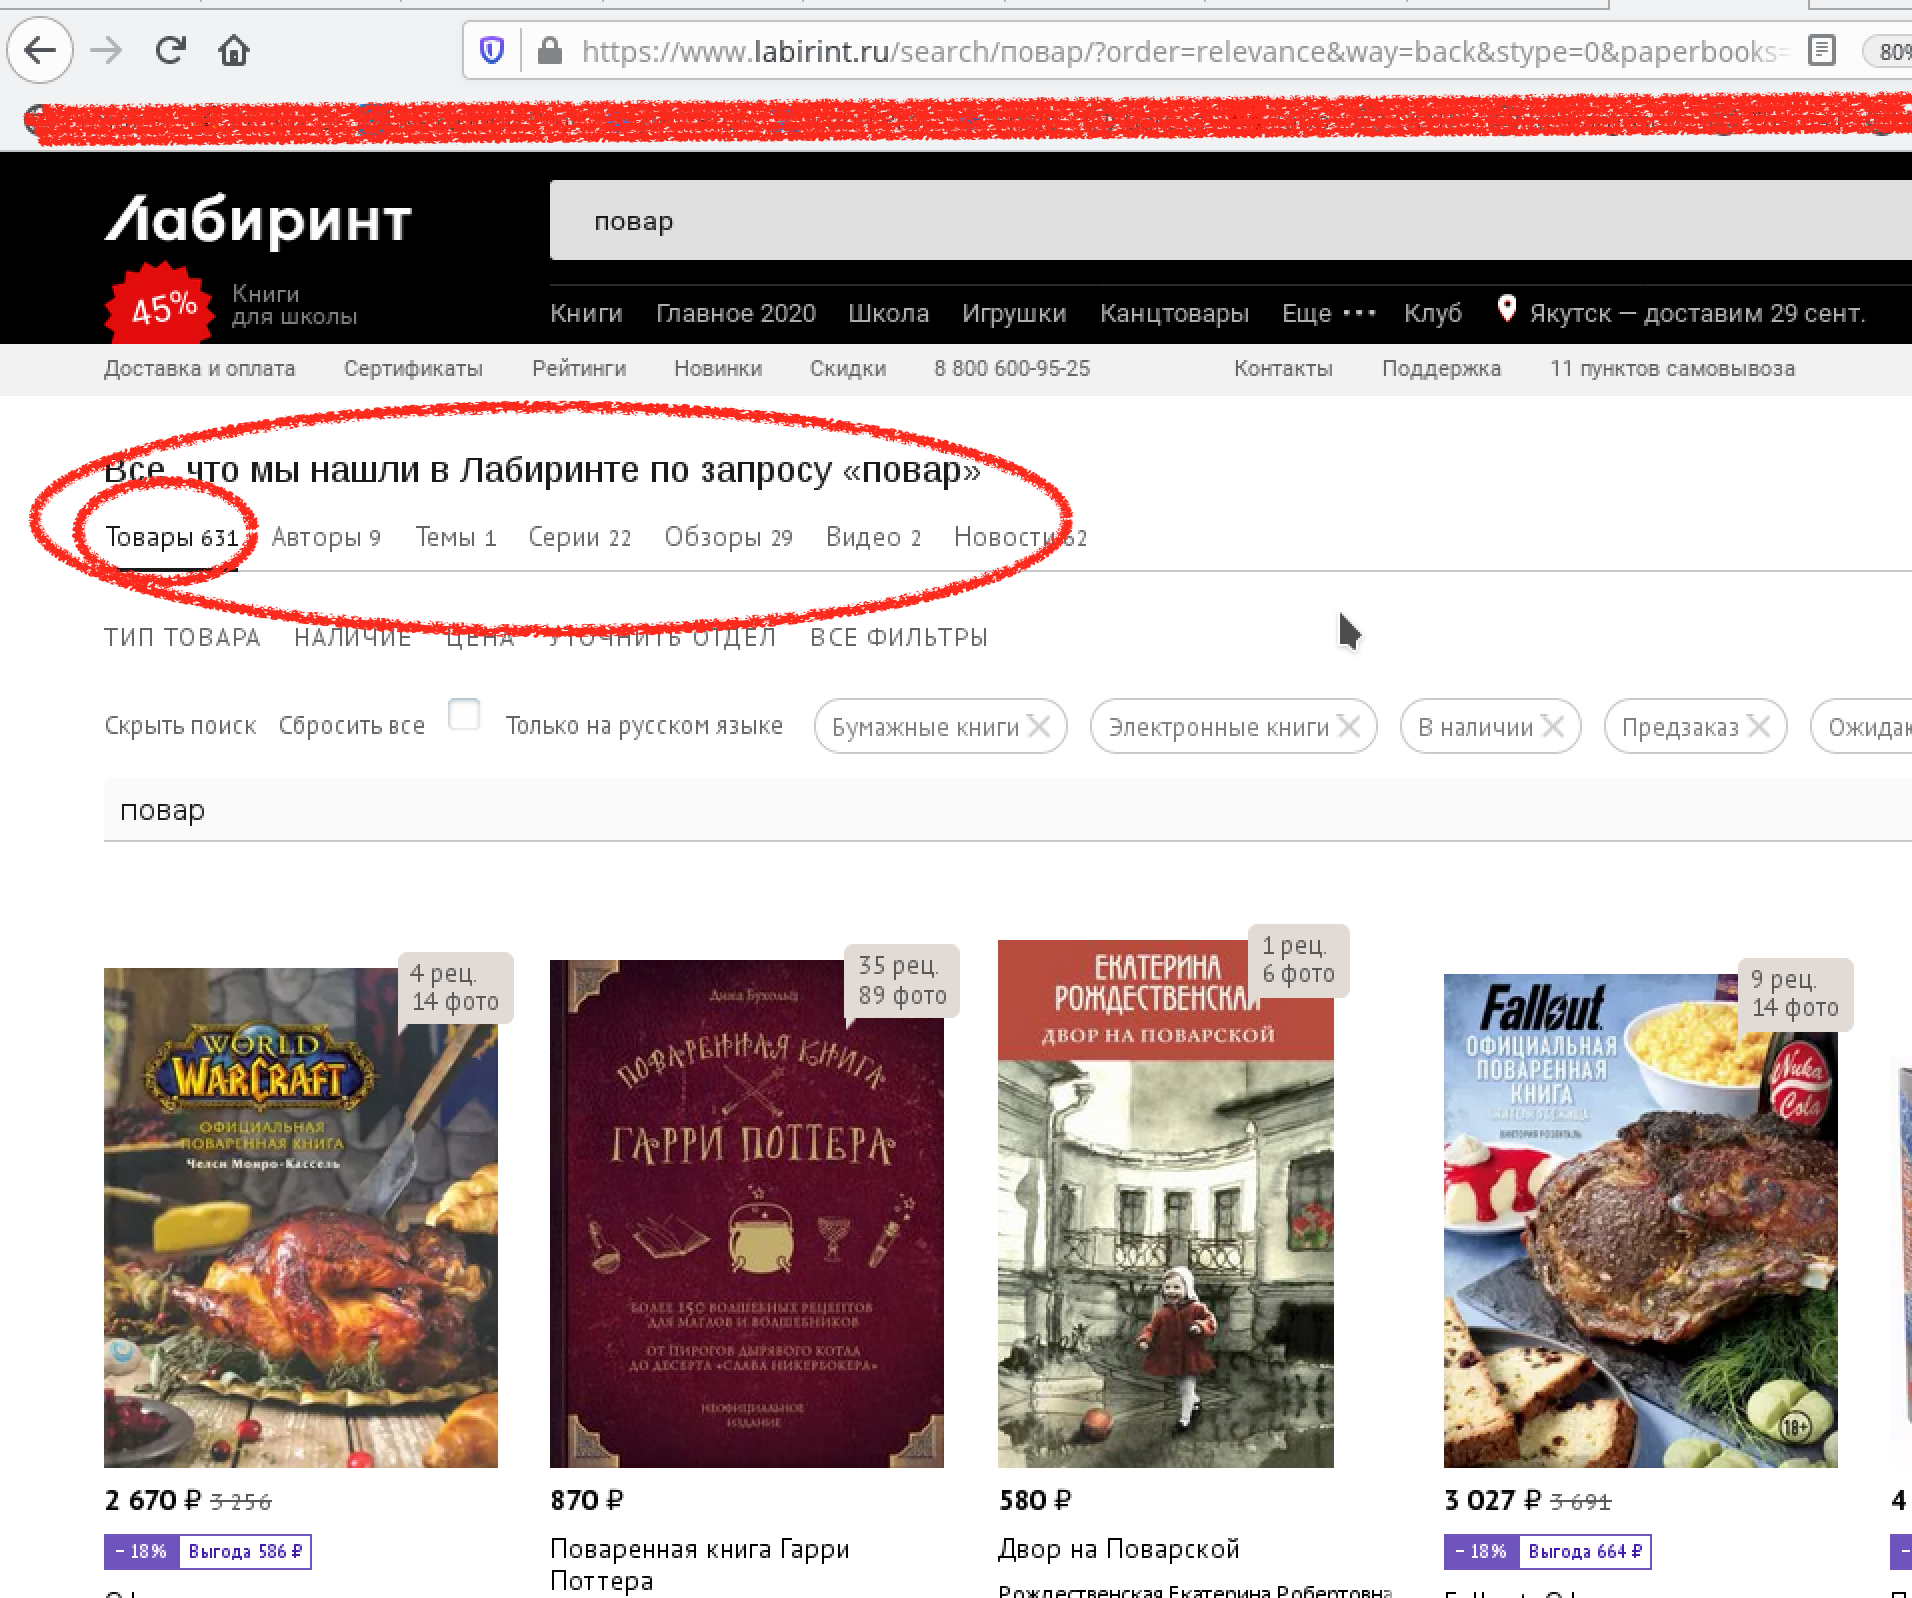 https://www.labirint.ru/search/повар/?order=relevance&way=back&stype=0&paperbooks=
80%
Лабиринт
повар
45%
Книги
для школы
Книги Главное 2020 Школа Игрушки Канцтовары Еще ••• Клуб Якутск — доставим 29 сент.
Доставка и оплата Сертификаты Рейтинги Новинки Скидки 8 800 600-95-25 Контакты Поддержка 11 пунктов самовывоза
Все, что мы нашли в Лабиринте по запросу «повар»
Товары 631 Авторы 9 Темы 1 Серии 22 Обзоры 29 Видео 2 Новости 62
ТИП ТОВАРА НАЛИЧИЕ ЦЕНА УТОЧНИТЬ ОТДЕЛ ВСЕ ФИЛЬТРЫ
Скрыть поиск Сбросить все Только на русском языке Бумажные книги Электронные книги В наличии Предзаказ Ожидаю
повар
4 рец.
14 фото
WORLD
WARCRAFT
ОФИЦИАЛЬНАЯ
ПОВАРЕННАЯ КНИГА
Челси Монро-Кассель
35 рец.
89 фото
Дина Бухольц
ПОВАРЕННАЯ КНИГА
ГАРРИ ПОТТЕРА
БОЛЕЕ 150 ВОЛШЕБНЫХ РЕЦЕПТОВ
ДЛЯ МАГЛОВ И ВОЛШЕБНИКОВ
ОТ ПИРОГОВ ДЫРЯВОГО КОТЛА
ДО ДЕСЕРТА «СЛАВА НИКЕРБОКЕРА»
НЕОФИЦИАЛЬНОЕ
ИЗДАНИЕ
1 рец.
6 фото
ЕКАТЕРИНА
РОЖДЕСТВЕНСКАЯ
ДВОР НА ПОВАРСКОЙ
9 рец.
14 фото
Fallout
ОФИЦИАЛЬНАЯ
ПОВАРЕННАЯ
КНИГА
ЖИТЕЛЯ УБЕЖИЩА
ВИКТОРИЯ РОЗЕНТАЛЬ
Nuka
Cola
18+
2 670 ₽ 3 256
− 18% Выгода 586 ₽
870 ₽
Поваренная книга Гарри
Поттера
580 ₽
Двор на Поварской
Рождественская Екатерина Робертовна
3 027 ₽ 3 691
− 18% Выгода 664 ₽
4